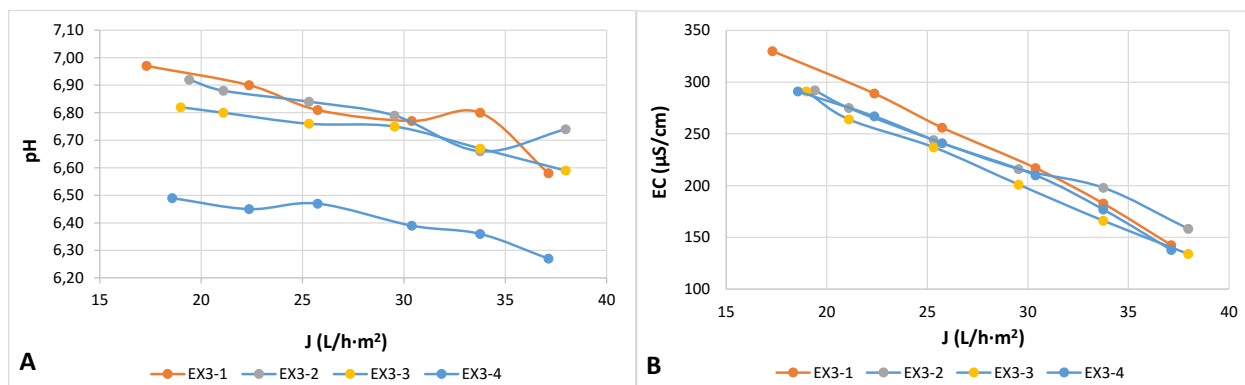 7,10
7,00
6,90
6,80
6,70
6,60
6,50
6,40
6,30
6,20
pH
15 20 25 30 35 40
J (L/h·m²)
A
EX3-1 EX3-2 EX3-3 EX3-4
350
300
250
200
150
100
EC (µS/cm)
15 20 25 30 35 40
J (L/h·m²)
B
EX3-1 EX3-2 EX3-3 EX3-4